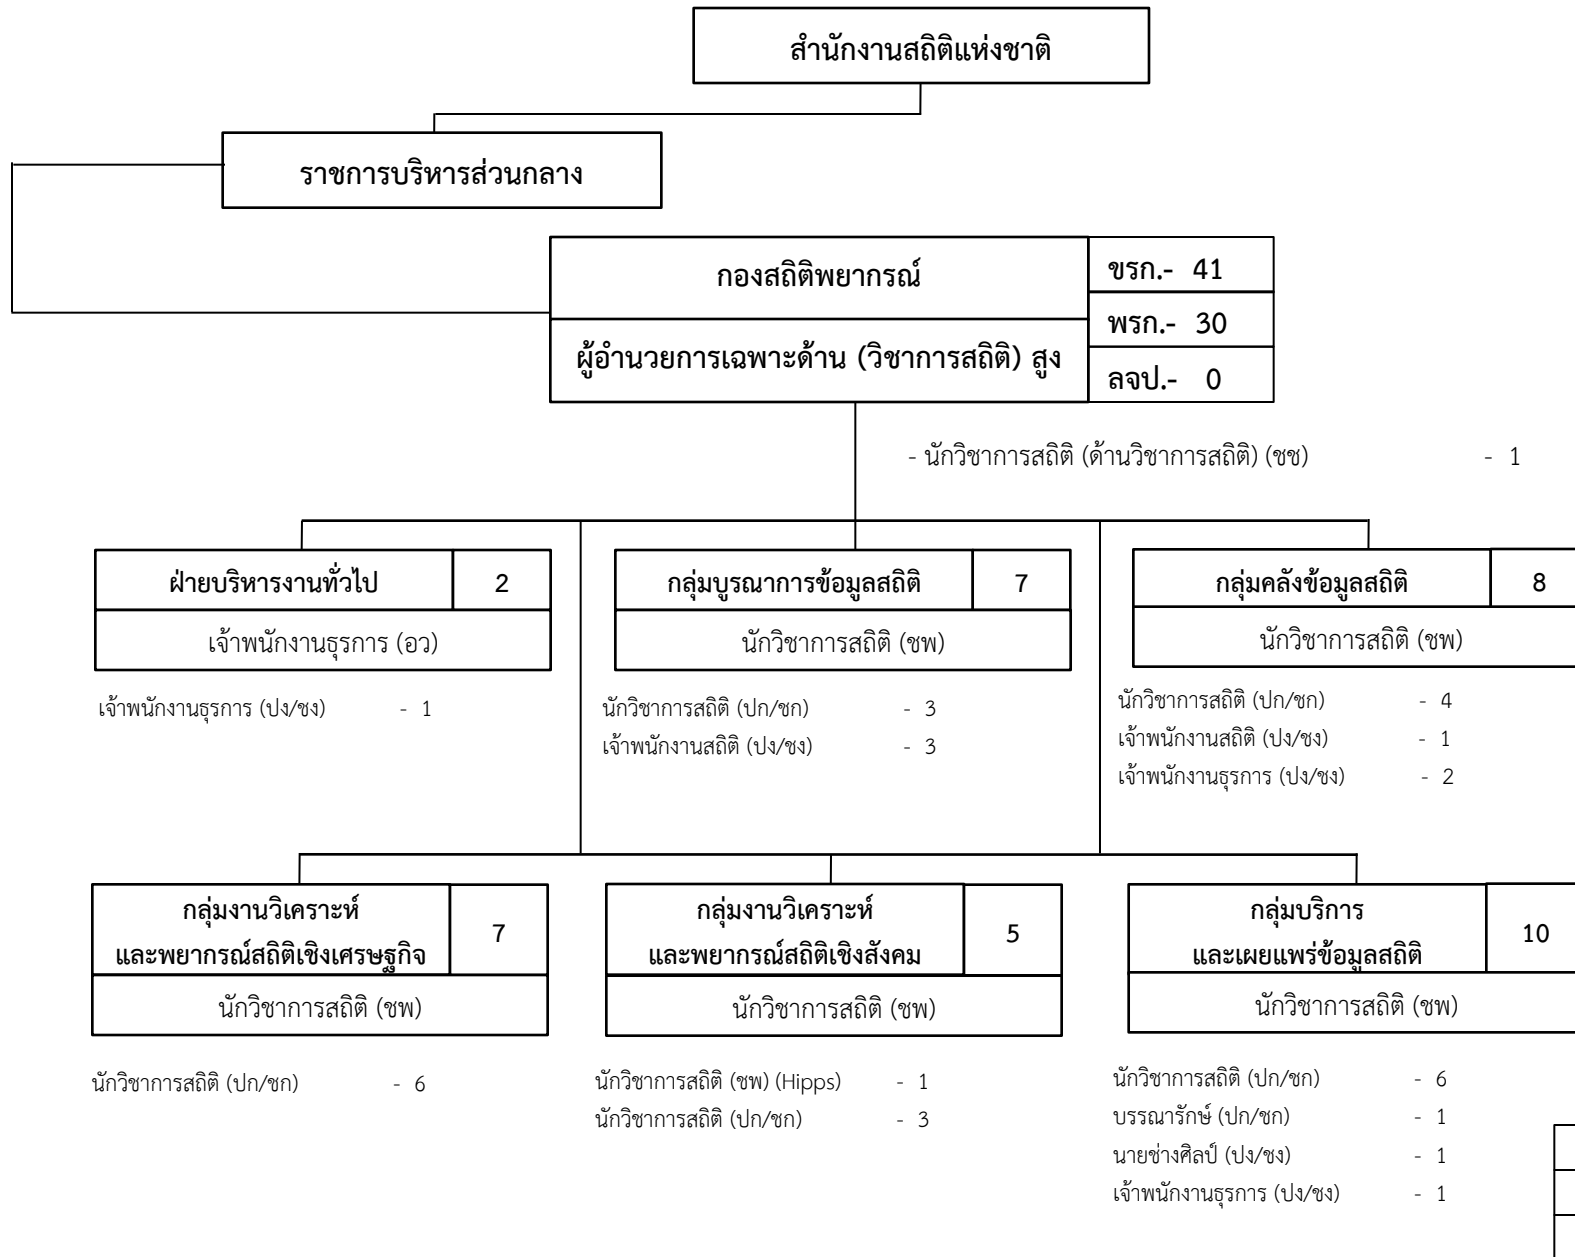 สำนักงานสถิติแห่งชาติ
ราชการบริหารส่วนกลาง
กองสถิติพยากรณ์
ขรก.- 41
พรก.- 30
ผู้อำนวยการเฉพาะด้าน (วิชาการสถิติ) สูง
ลจป.- 0
- นักวิชาการสถิติ (ด้านวิชาการสถิติ) (ชช) - 1
ฝ่ายบริหารงานทั่วไป 2
เจ้าพนักงานธุรการ (อว)
เจ้าพนักงานธุรการ (ปง/ชง) - 1
กลุ่มบูรณาการข้อมูลสถิติ 7
นักวิชาการสถิติ (ชพ)
นักวิชาการสถิติ (ปก/ชก) - 3
เจ้าพนักงานสถิติ (ปง/ชง) - 3
กลุ่มคลังข้อมูลสถิติ 8
นักวิชาการสถิติ (ชพ)
นักวิชาการสถิติ (ปก/ชก) - 4
เจ้าพนักงานสถิติ (ปง/ชง) - 1
เจ้าพนักงานธุรการ (ปง/ชง) - 2
กลุ่มงานวิเคราะห์
และพยากรณ์สถิติเชิงเศรษฐกิจ
7
นักวิชาการสถิติ (ชพ)
นักวิชาการสถิติ (ปก/ชก) - 6
กลุ่มงานวิเคราะห์
และพยากรณ์สถิติเชิงสังคม
5
นักวิชาการสถิติ (ชพ)
นักวิชาการสถิติ (ชพ) (Hipps) - 1
นักวิชาการสถิติ (ปก/ชก) - 3
กลุ่มบริการ
และเผยแพร่ข้อมูลสถิติ
10
นักวิชาการสถิติ (ชพ)
นักวิชาการสถิติ (ปก/ชก) - 6
บรรณารักษ์ (ปก/ชก) - 1
นายช่างศิลป์ (ปง/ชง) - 1
เจ้าพนักงานธุรการ (ปง/ชง) - 1